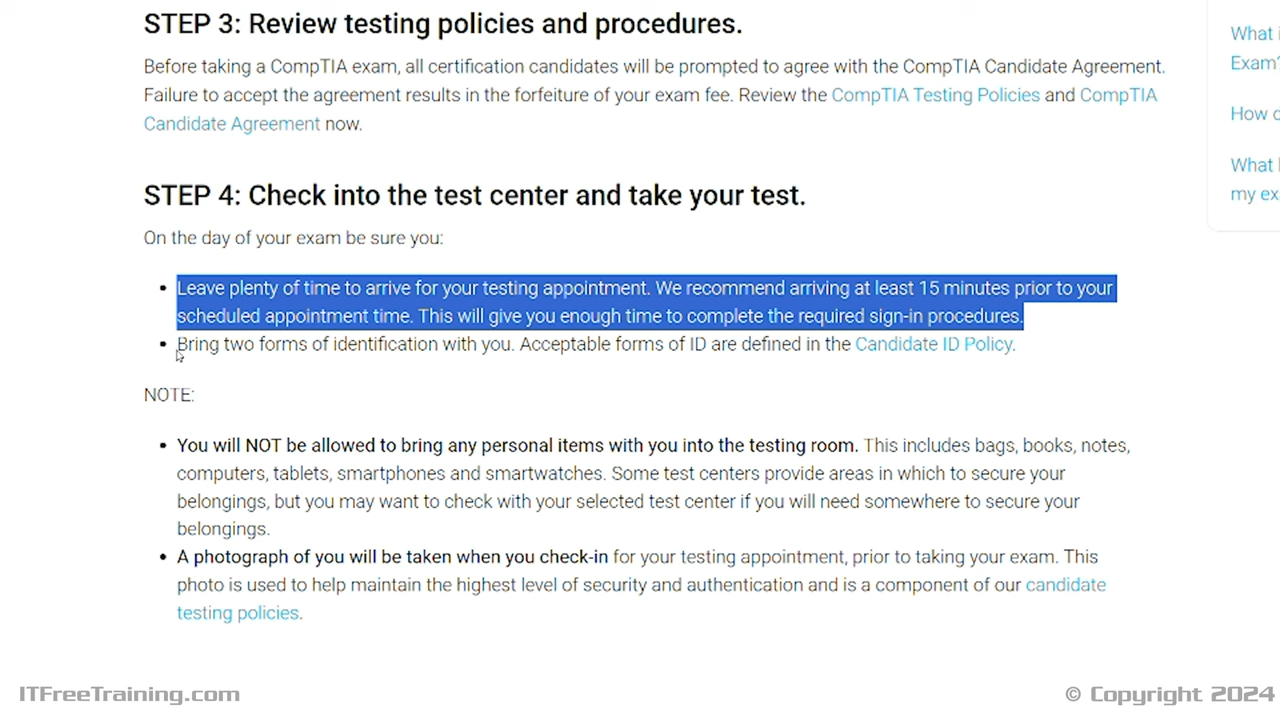 STEP 3: Review testing policies and procedures.
Before taking a CompTIA exam, all certification candidates will be prompted to agree with the CompTIA Candidate Agreement.
Failure to accept the agreement results in the forfeiture of your exam fee. Review the CompTIA Testing Policies and CompTIA
Candidate Agreement now.
STEP 4: Check into the test center and take your test.
On the day of your exam be sure you:
• Leave plenty of time to arrive for your testing appointment. We recommend arriving at least 15 minutes prior to your
scheduled appointment time. This will give you enough time to complete the required sign-in procedures.
• Bring two forms of identification with you. Acceptable forms of ID are defined in the Candidate ID Policy.
NOTE:
• You will NOT be allowed to bring any personal items with you into the testing room. This includes bags, books, notes,
computers, tablets, smartphones and smartwatches. Some test centers provide areas in which to secure your
belongings, but you may want to check with your selected test center if you will need somewhere to secure your
belongings.
• A photograph of you will be taken when you check-in for your testing appointment, prior to taking your exam. This
photo is used to help maintain the highest level of security and authentication and is a component of our candidate
testing policies.
What
Exam?
How
What
my
ITFreeTraining.com
© Copyright 2024